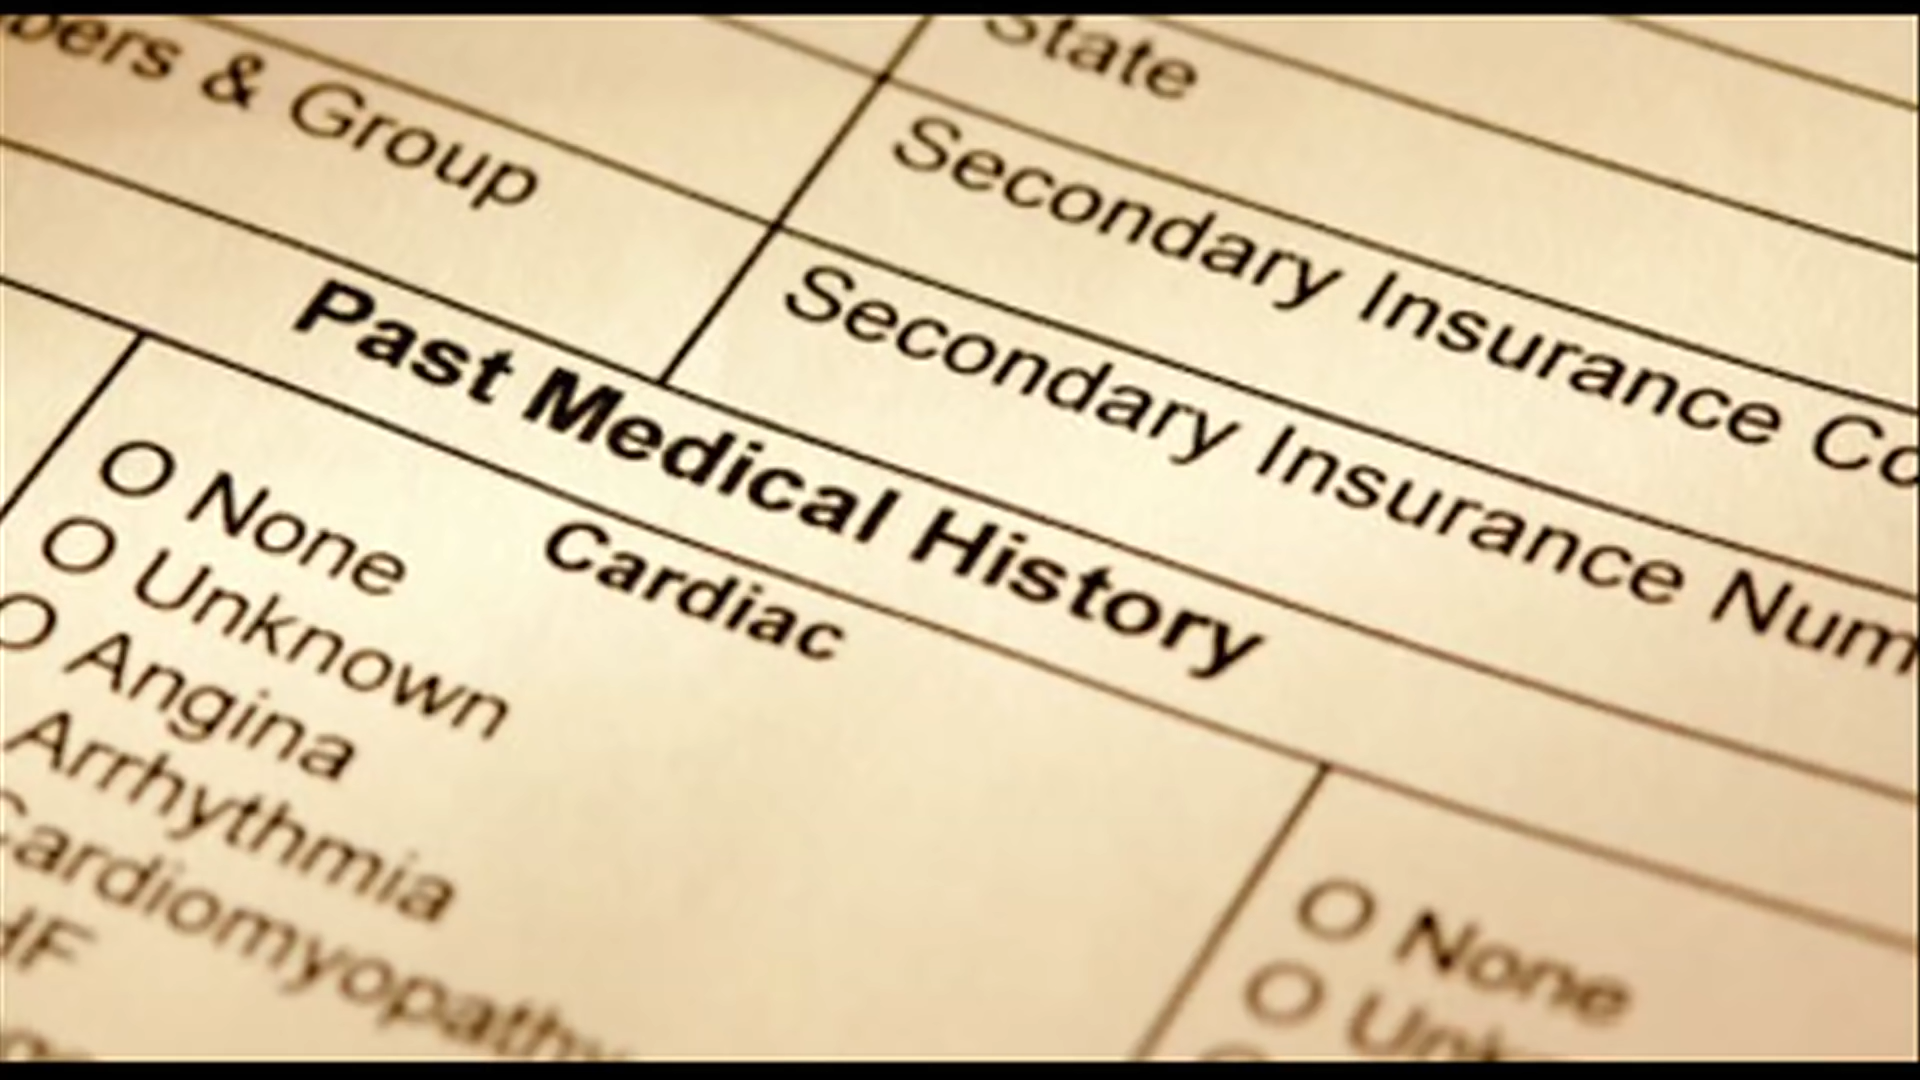 State
& Group
Secondary Insurance
Secondary Insurance
Past Medical History
Cardiac
None
Unknown
Angina
Arrhythmia
None